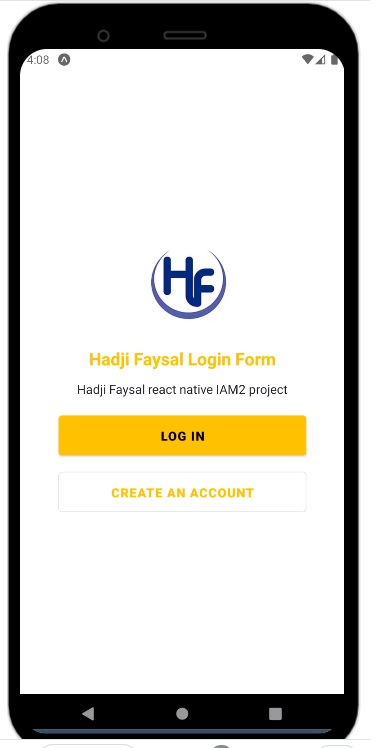 4:08
HF
Hadji Faysal Login Form
Hadji Faysal react native IAM2 project
LOG IN
CREATE AN ACCOUNT